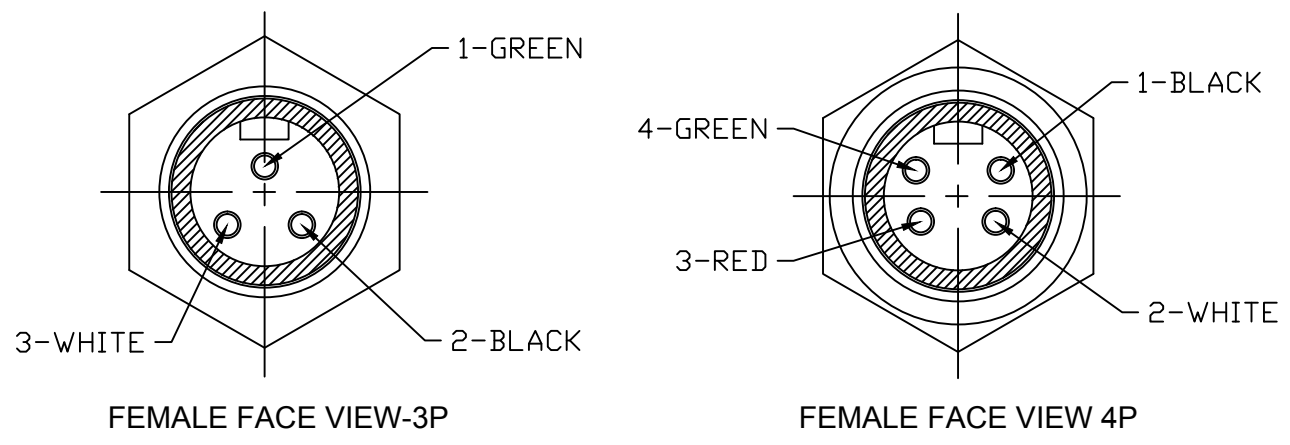 1-GREEN
3-WHITE
2-BLACK
FEMALE FACE VIEW-3P
1-BLACK
4-GREEN
3-RED
2-WHITE
FEMALE FACE VIEW 4P